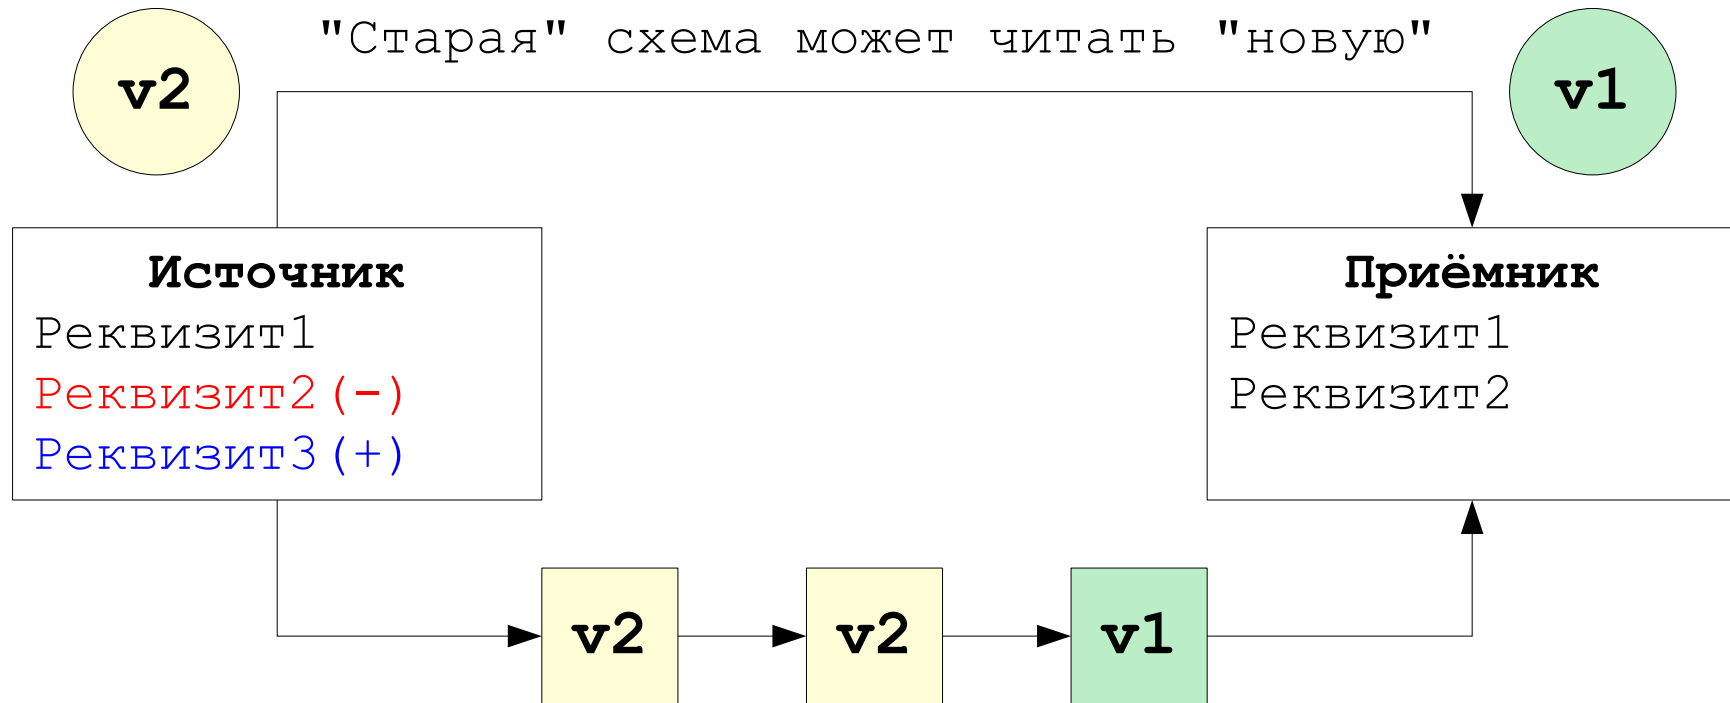 "Старая" схема может читать "новую"
v2
v1
Источник
Реквизит1
Реквизит2(-)
Реквизит3(+)
Приёмник
Реквизит1
Реквизит2
v2
v2
v1